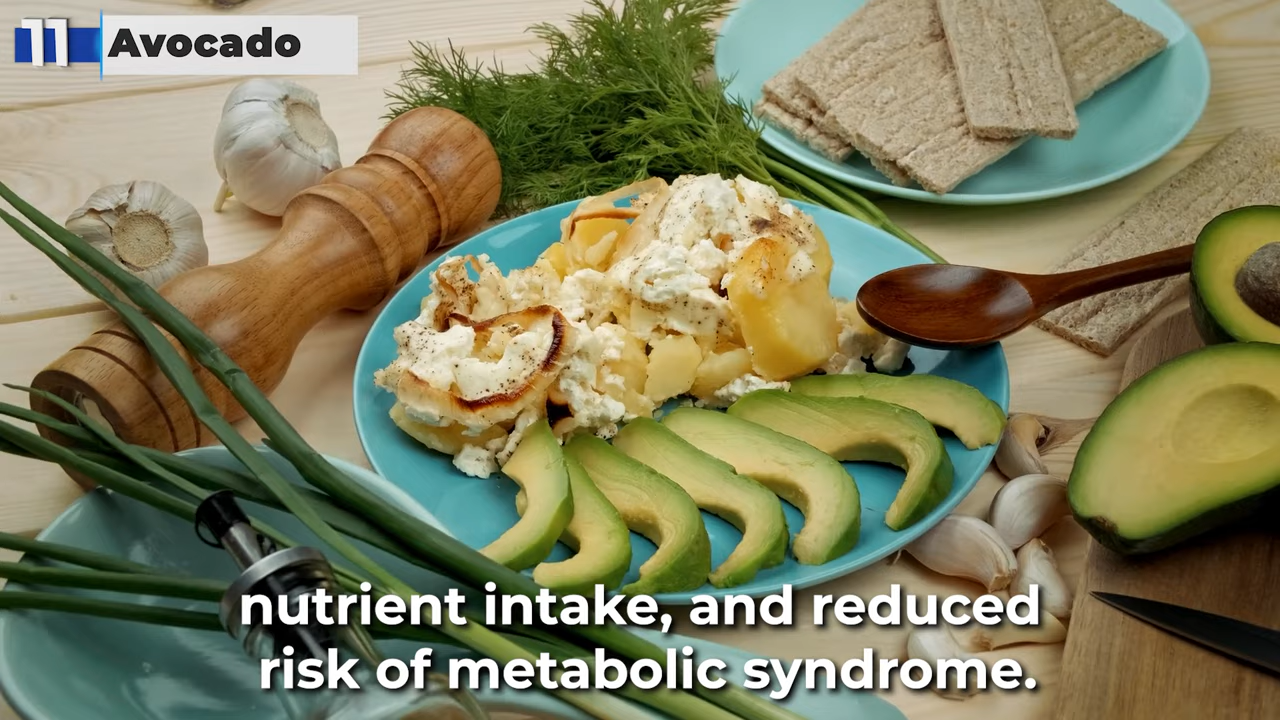 11 Avocado
nutrient intake, and reduced
risk of metabolic syndrome.